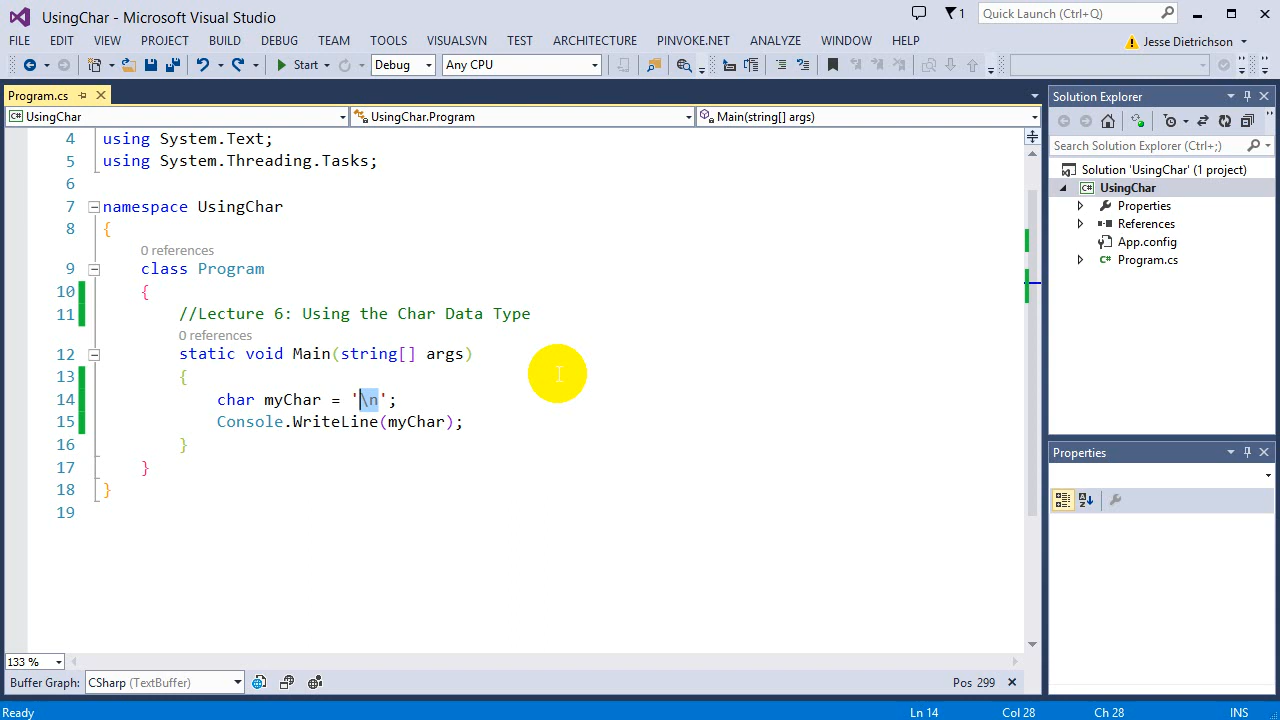 UsingChar - Microsoft Visual Studio
1
Quick Launch (Ctrl+Q)
FILE EDIT VIEW PROJECT BUILD DEBUG TEAM TOOLS VISUALSVN TEST ARCHITECTURE PINVOKE.NET ANALYZE WINDOW HELP
Jesse Dietrichson
Start Debug Any CPU
Program.cs
UsingChar UsingChar.Program Main(string[] args)
4 using System.Text;
5 using System.Threading.Tasks;
6
7 namespace UsingChar
8 {
0 references
9 class Program
10 {
11 //Lecture 6: Using the Char Data Type
0 references
12 static void Main(string[] args)
13 {
14 char myChar = '\n';
15 Console.WriteLine(myChar);
16 }
17 }
18 }
19
133 %
Buffer Graph: CSharp (TextBuffer) Pos 299
Solution Explorer
Search Solution Explorer (Ctrl+;)
Solution 'UsingChar' (1 project)
C# UsingChar
Properties
References
App.config
C# Program.cs
Properties
Ready Ln 14 Col 28 Ch 28 INS